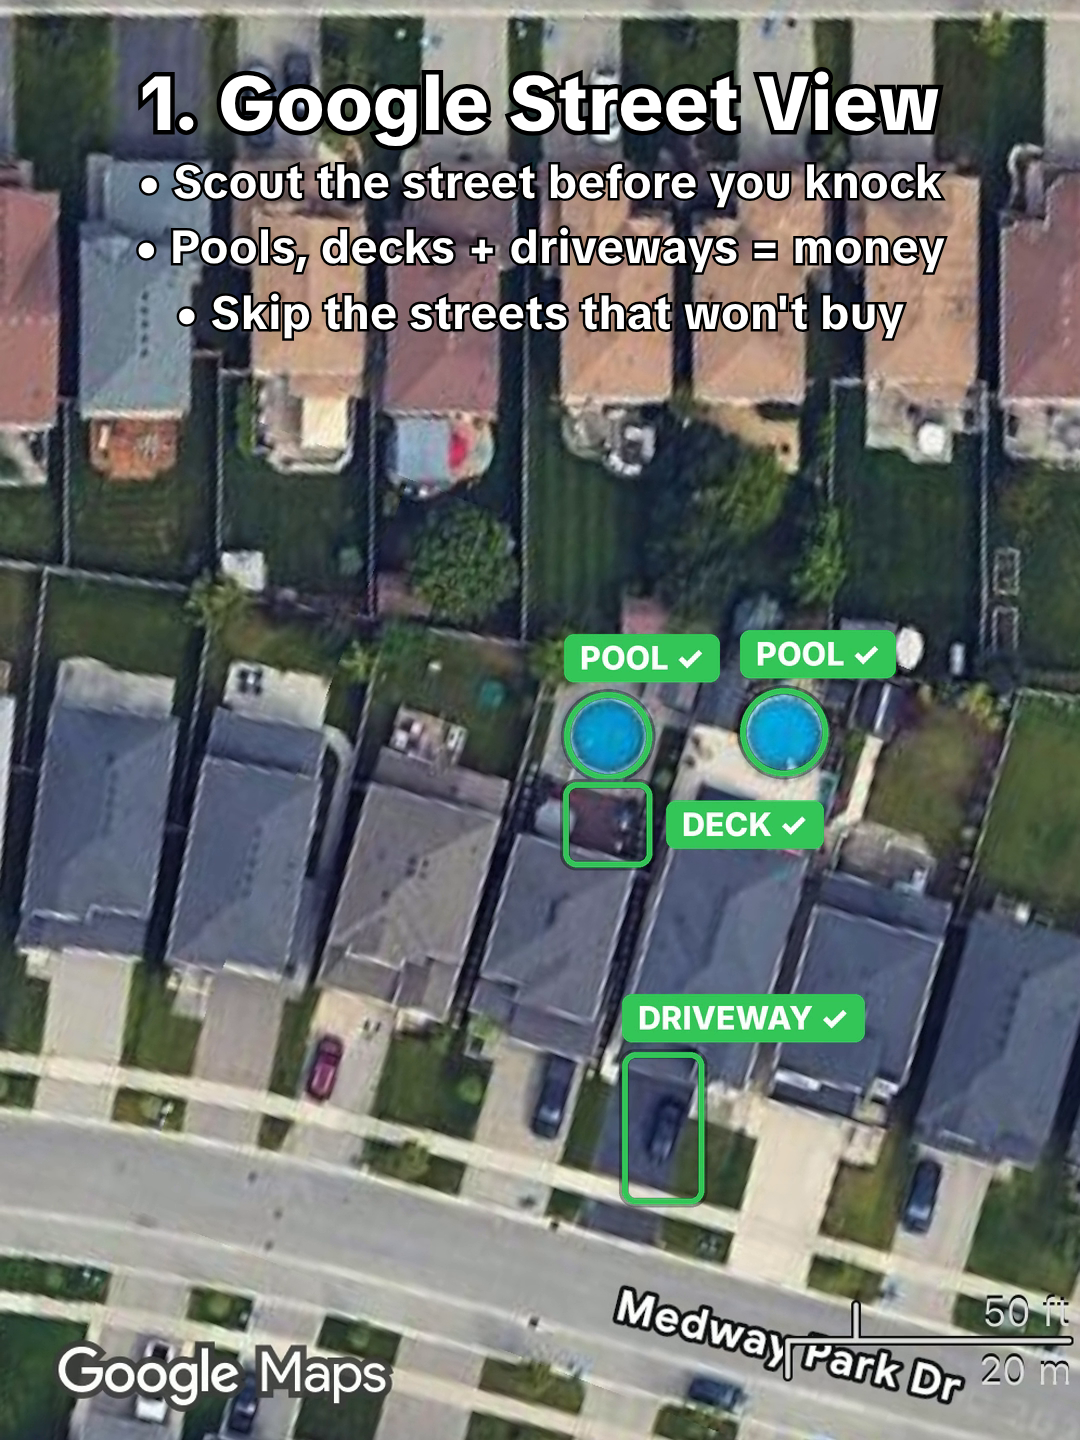 1. Google Street View
• Scout the street before you knock
• Pools, decks + driveways = money
• Skip the streets that won't buy
POOL ✓
POOL ✓
DECK ✓
DRIVEWAY ✓
Medway Park Dr
50 ft
20 m
Google Maps